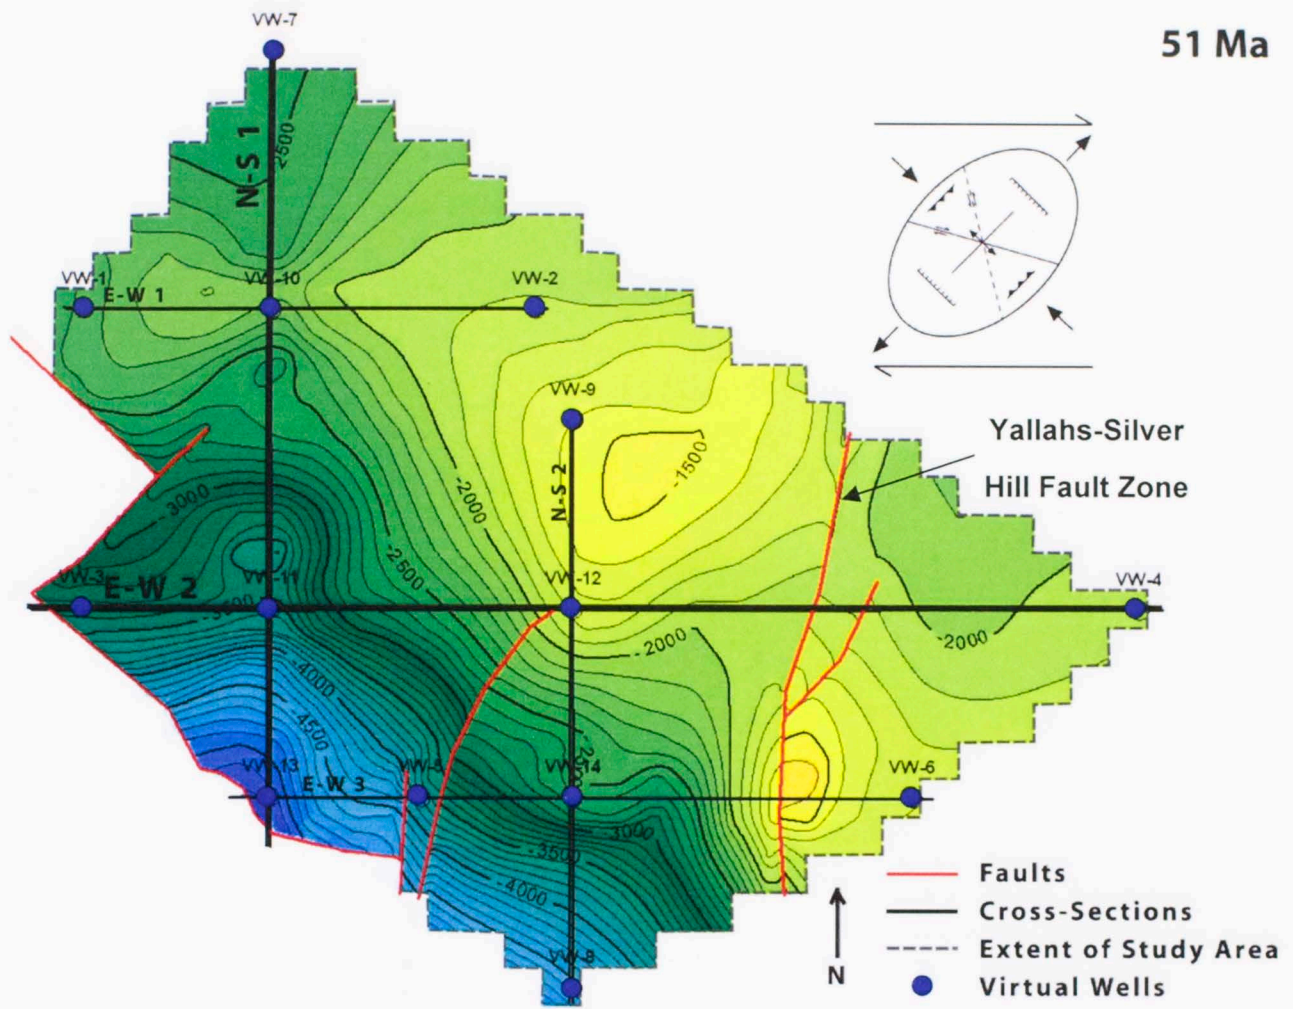 VW-7
51 Ma
N-S 1
2500
VW-1
E-W 1
VW-10
VW-2
VW-9
-1500
N-S 2
Yallahs-Silver
Hill Fault Zone
-2000
-3000
-2500
VW-3
E-W 2
VW-11
VW-12
VW-4
-2000
-2000
-4000
-4500
VW-13
E-W 3
VW-14
VW-6
-3000
-3500
-4000
VW-8
N
Faults
Cross-Sections
Extent of Study Area
Virtual Wells